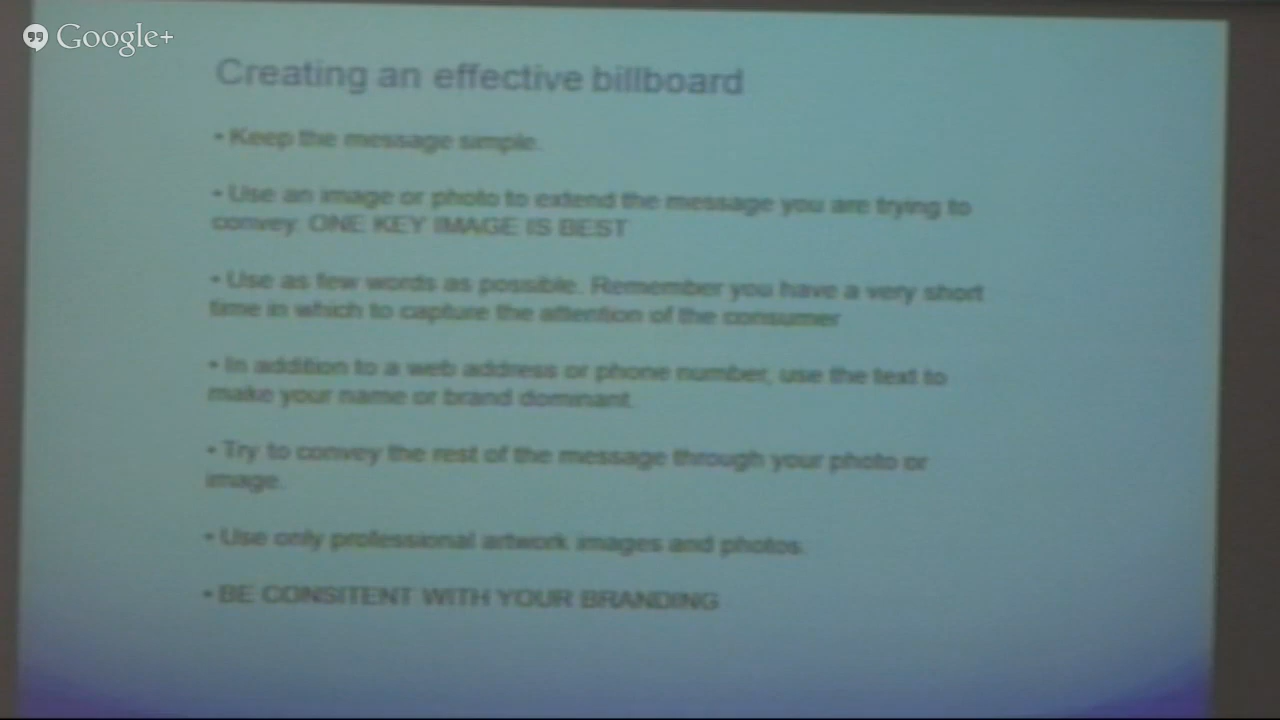 Google+
Creating an effective billboard
• Keep the message simple.
• Use an image or photo to extend the message you are trying to
convey. ONE KEY IMAGE IS BEST
• Use as few words as possible. Remember you have a very short
time in which to capture the attention of the consumer
• In addition to a web address or phone number, use the text to
make your name or brand dominant.
• Try to convey the rest of the message through your photo or
image.
• Use only professional artwork images and photos.
• BE CONSITENT WITH YOUR BRANDING